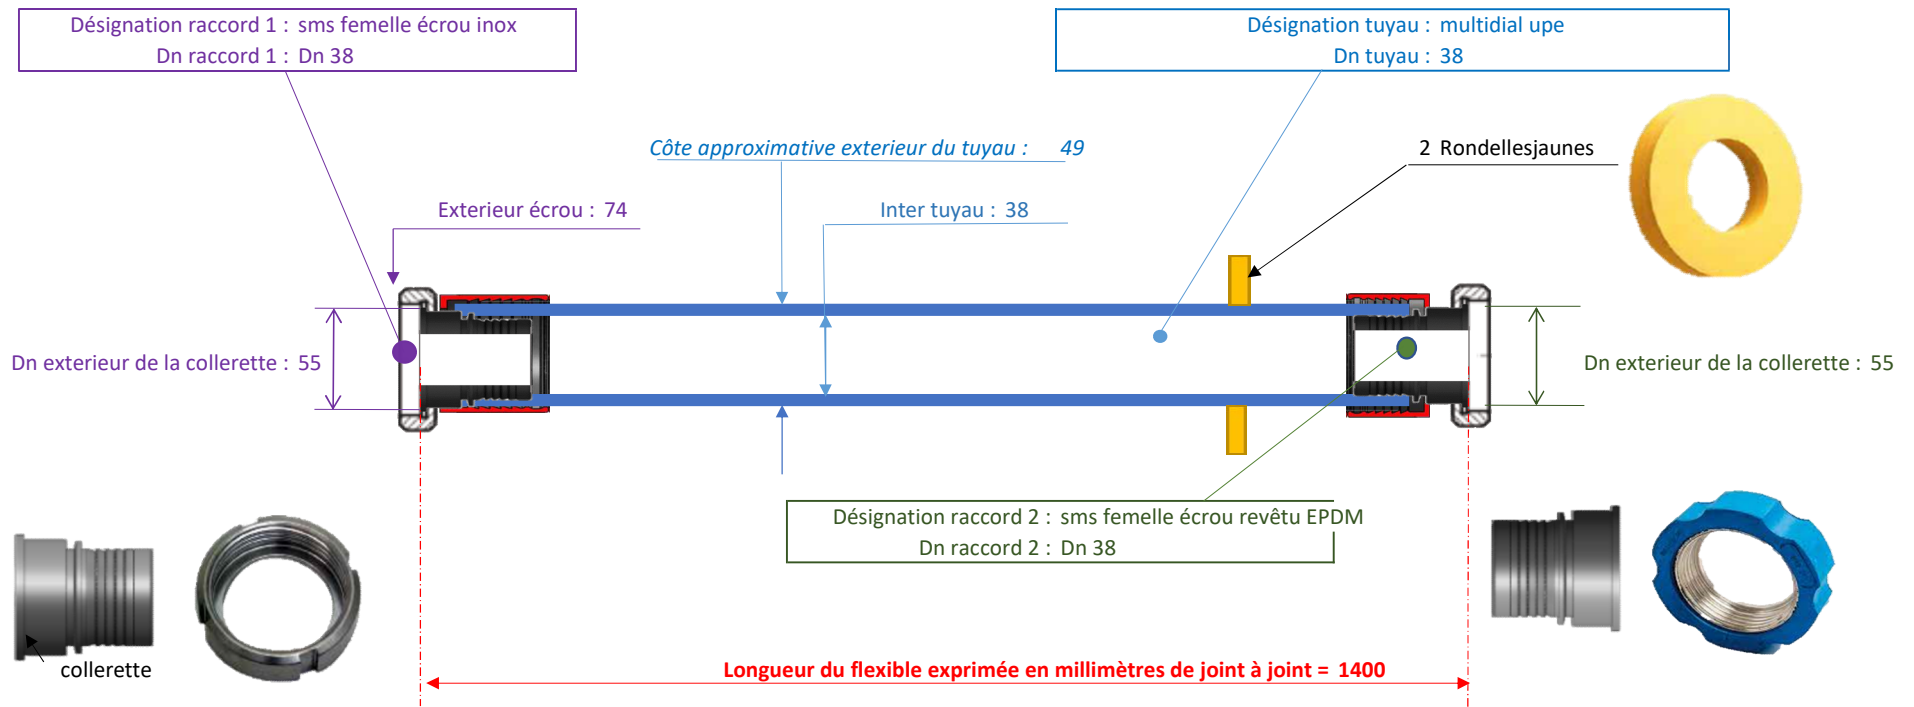 Désignation raccord 1 : sms femelle écrou inox
Dn raccord 1 : Dn 38
Désignation tuyau : multidial upe
Dn tuyau : 38
Côte approximative exterieur du tuyau : 49
2 Rondellesjaunes
Exterieur écrou : 74
Inter tuyau : 38
Dn exterieur de la collerette : 55
Dn exterieur de la collerette : 55
Désignation raccord 2 : sms femelle écrou revêtu EPDM
Dn raccord 2 : Dn 38
collerette
Longueur du flexible exprimée en millimètres de joint à joint = 1400